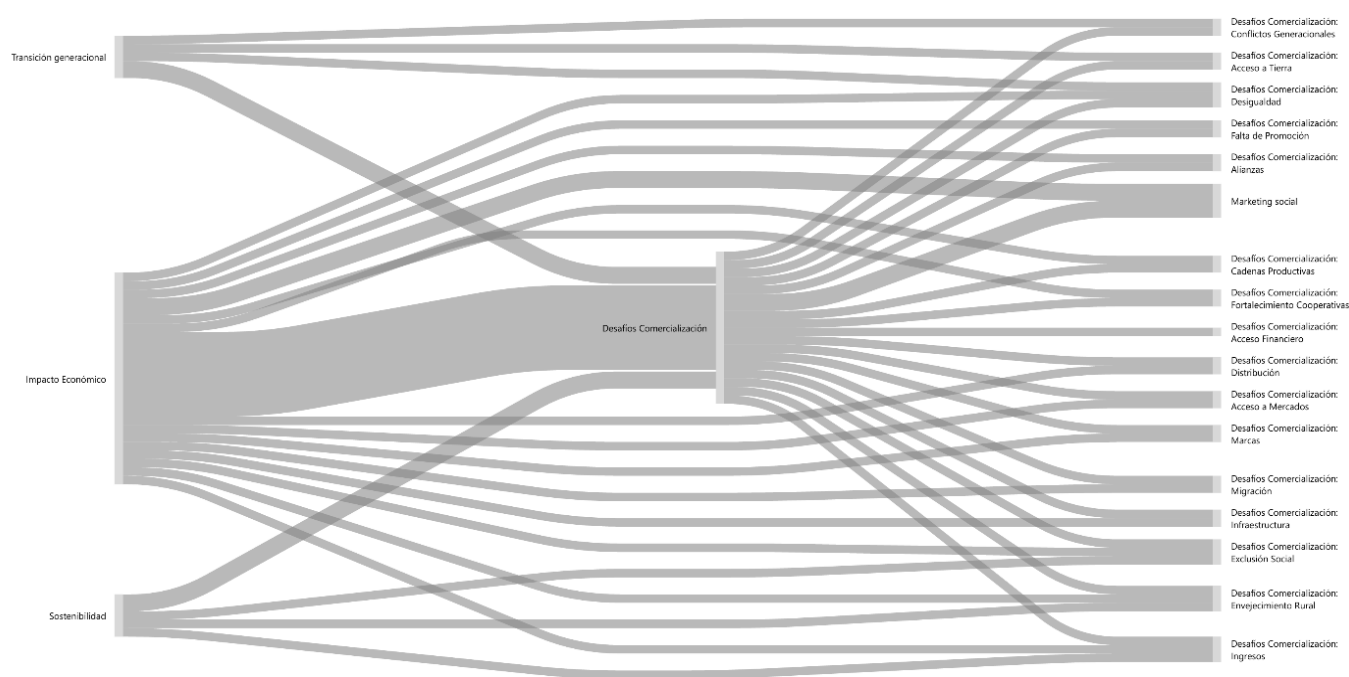 Transición generacional
Impacto Económico
Sostenibilidad
Desafíos Comercialización
Desafíos Comercialización:
Conflictos Generacionales
Desafíos Comercialización:
Acceso a Tierra
Desafíos Comercialización:
Desigualdad
Desafíos Comercialización:
Falta de Promoción
Desafíos Comercialización:
Alianzas
Marketing social
Desafíos Comercialización:
Cadenas Productivas
Desafíos Comercialización:
Fortalecimiento Cooperativas
Desafíos Comercialización:
Acceso Financiero
Desafíos Comercialización:
Distribución
Desafíos Comercialización:
Acceso a Mercados
Desafíos Comercialización:
Marcas
Desafíos Comercialización:
Migración
Desafíos Comercialización:
Infraestructura
Desafíos Comercialización:
Exclusión Social
Desafíos Comercialización:
Envejecimiento Rural
Desafíos Comercialización:
Ingresos